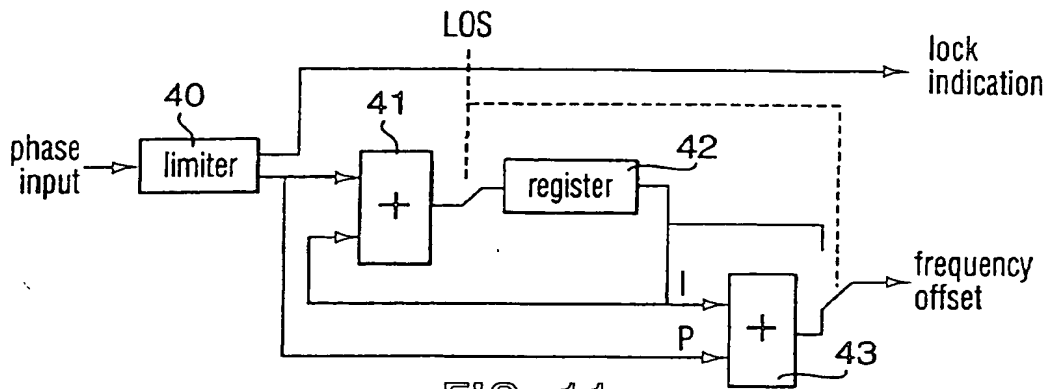 LOS
lock
indication
40
41
phase
input
limiter
+
42
register
frequency
offset
I
P
+
43